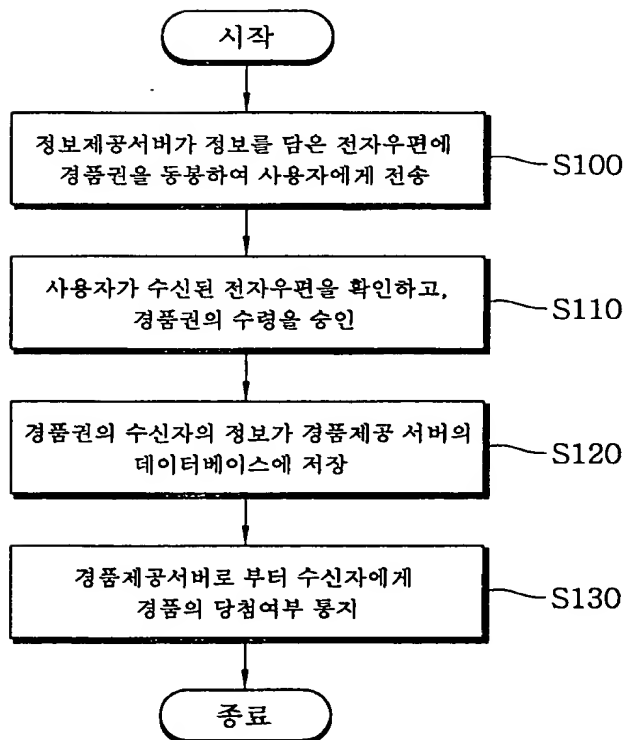 시작
정보제공서버가 정보를 담은 전자우편에
경품권을 동봉하여 사용자에게 전송
S100
사용자가 수신된 전자우편을 확인하고,
경품권의 수령을 승인
S110
경품권의 수신자의 정보가 경품제공 서버의
데이터베이스에 저장
S120
경품제공서버로 부터 수신자에게
경품의 당첨여부 통지
S130
종료